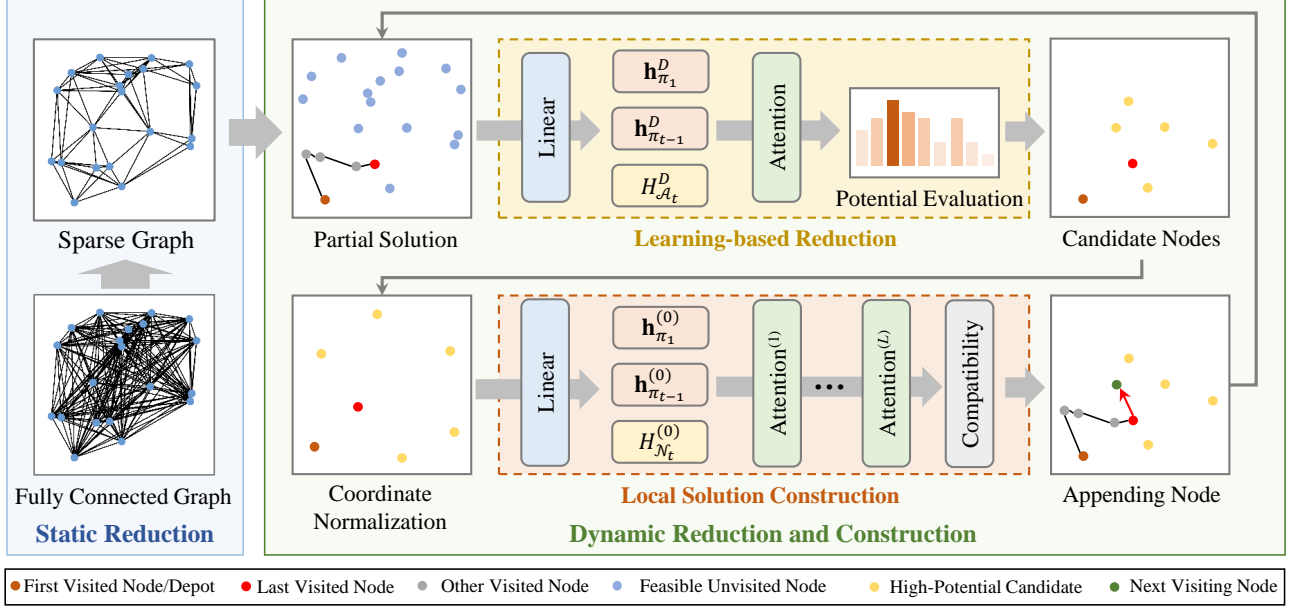 Sparse Graph
Fully Connected Graph
Static Reduction
Partial Solution
Linear
𝐡^D_{π_1}
𝐡^D_{π_{t−1}}
H^D_{𝒜_t}
Attention
Potential Evaluation
Learning-based Reduction
Candidate Nodes
Coordinate
Normalization
Linear
𝐡^{(0)}_{π_1}
𝐡^{(0)}_{π_{t−1}}
H^{(0)}_{𝒩_t}
Attention^{(1)}
•••
Attention^{(L)}
Compatibility
Local Solution Construction
Appending Node
Dynamic Reduction and Construction
First Visited Node/Depot
Last Visited Node
Other Visited Node
Feasible Unvisited Node
High-Potential Candidate
Next Visiting Node